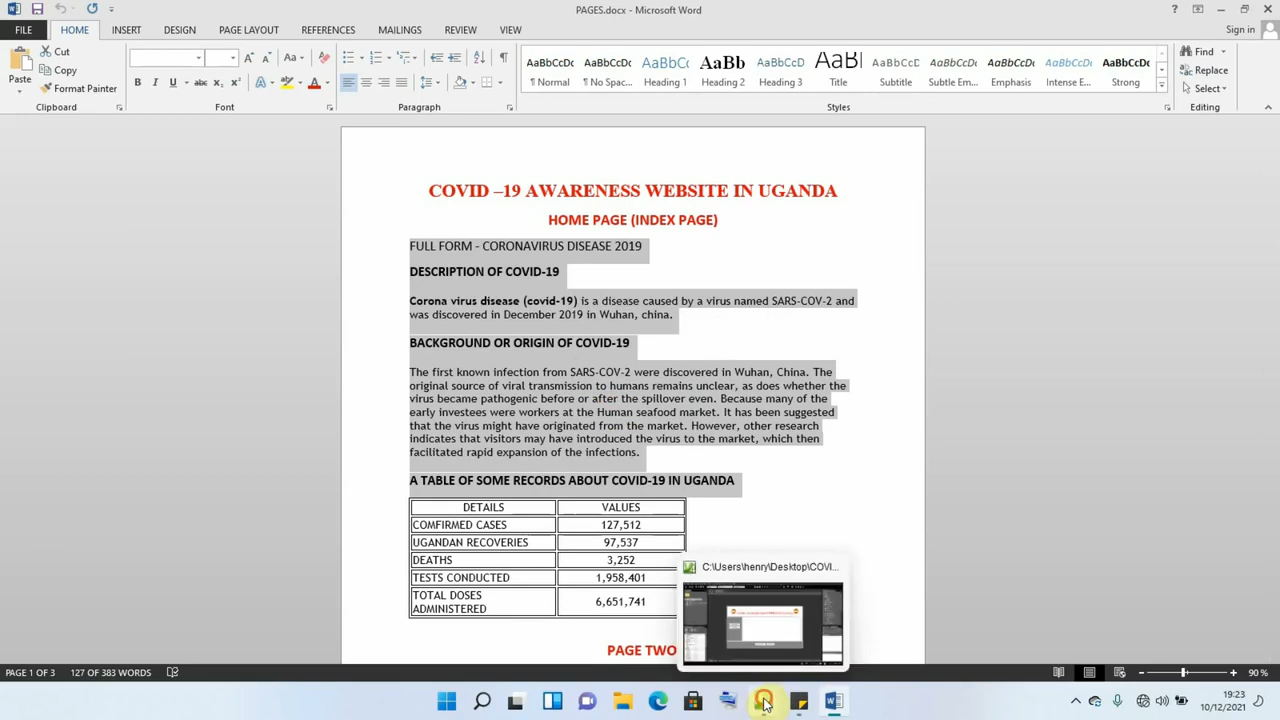 PAGES.docx - Microsoft Word
FILE HOME INSERT DESIGN PAGE LAYOUT REFERENCES MAILINGS REVIEW VIEW Sign in
Paste
Cut
Copy
Format Painter
Clipboard
Font
Paragraph
AaBbCcDc AaBbCcDc AaBbCc AaBb AaBbCcD AaBl AaBbCcD AaBbCcDc AaBbCcDc AaBbCcDc AaBbCcDc
¶ Normal ¶ No Spac... Heading 1 Heading 2 Heading 3 Title Subtitle Subtle Em... Emphasis Intense E... Strong
Styles
Find
Replace
Select
Editing
COVID –19 AWARENESS WEBSITE IN UGANDA
HOME PAGE (INDEX PAGE)
FULL FORM - CORONAVIRUS DISEASE 2019
DESCRIPTION OF COVID-19
Corona virus disease (covid-19) is a disease caused by a virus named SARS-COV-2 and
was discovered in December 2019 in Wuhan, china.
BACKGROUND OR ORIGIN OF COVID-19
The first known infection from SARS-COV-2 were discovered in Wuhan, China. The
original source of viral transmission to humans remains unclear, as does whether the
virus became pathogenic before or after the spillover even. Because many of the
early investees were workers at the Human seafood market. It has been suggested
that the virus might have originated from the market. However, other research
indicates that visitors may have introduced the virus to the market, which then
facilitated rapid expansion of the infections.
A TABLE OF SOME RECORDS ABOUT COVID-19 IN UGANDA
DETAILS VALUES
COMFIRMED CASES 127,512
UGANDAN RECOVERIES 97,537
DEATHS 3,252
TESTS CONDUCTED 1,958,401
TOTAL DOSES
ADMINISTERED 6,651,741
C:\Users\henry\Desktop\COVI...
PAGE TWO
PAGE 1 OF 3 127 OF 383 WORDS 90 %
19:23
10/12/2021